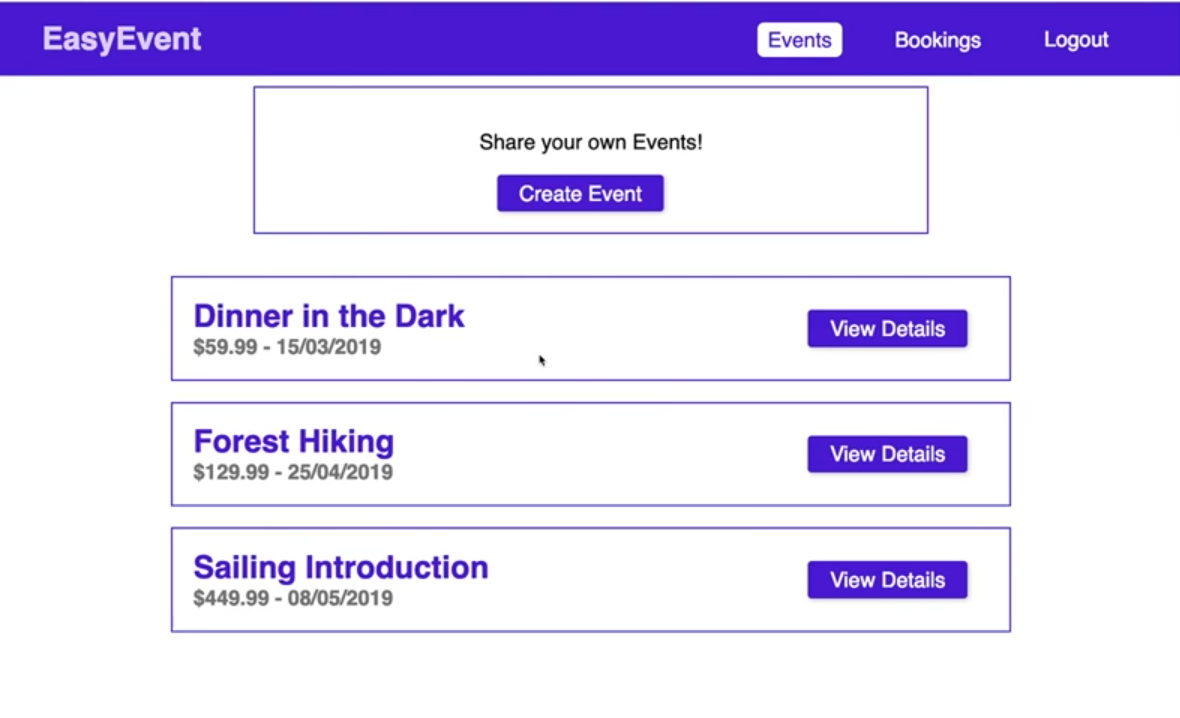 EasyEvent
Events
Bookings
Logout
Share your own Events!
Create Event
Dinner in the Dark
$59.99 - 15/03/2019
View Details
Forest Hiking
$129.99 - 25/04/2019
View Details
Sailing Introduction
$449.99 - 08/05/2019
View Details